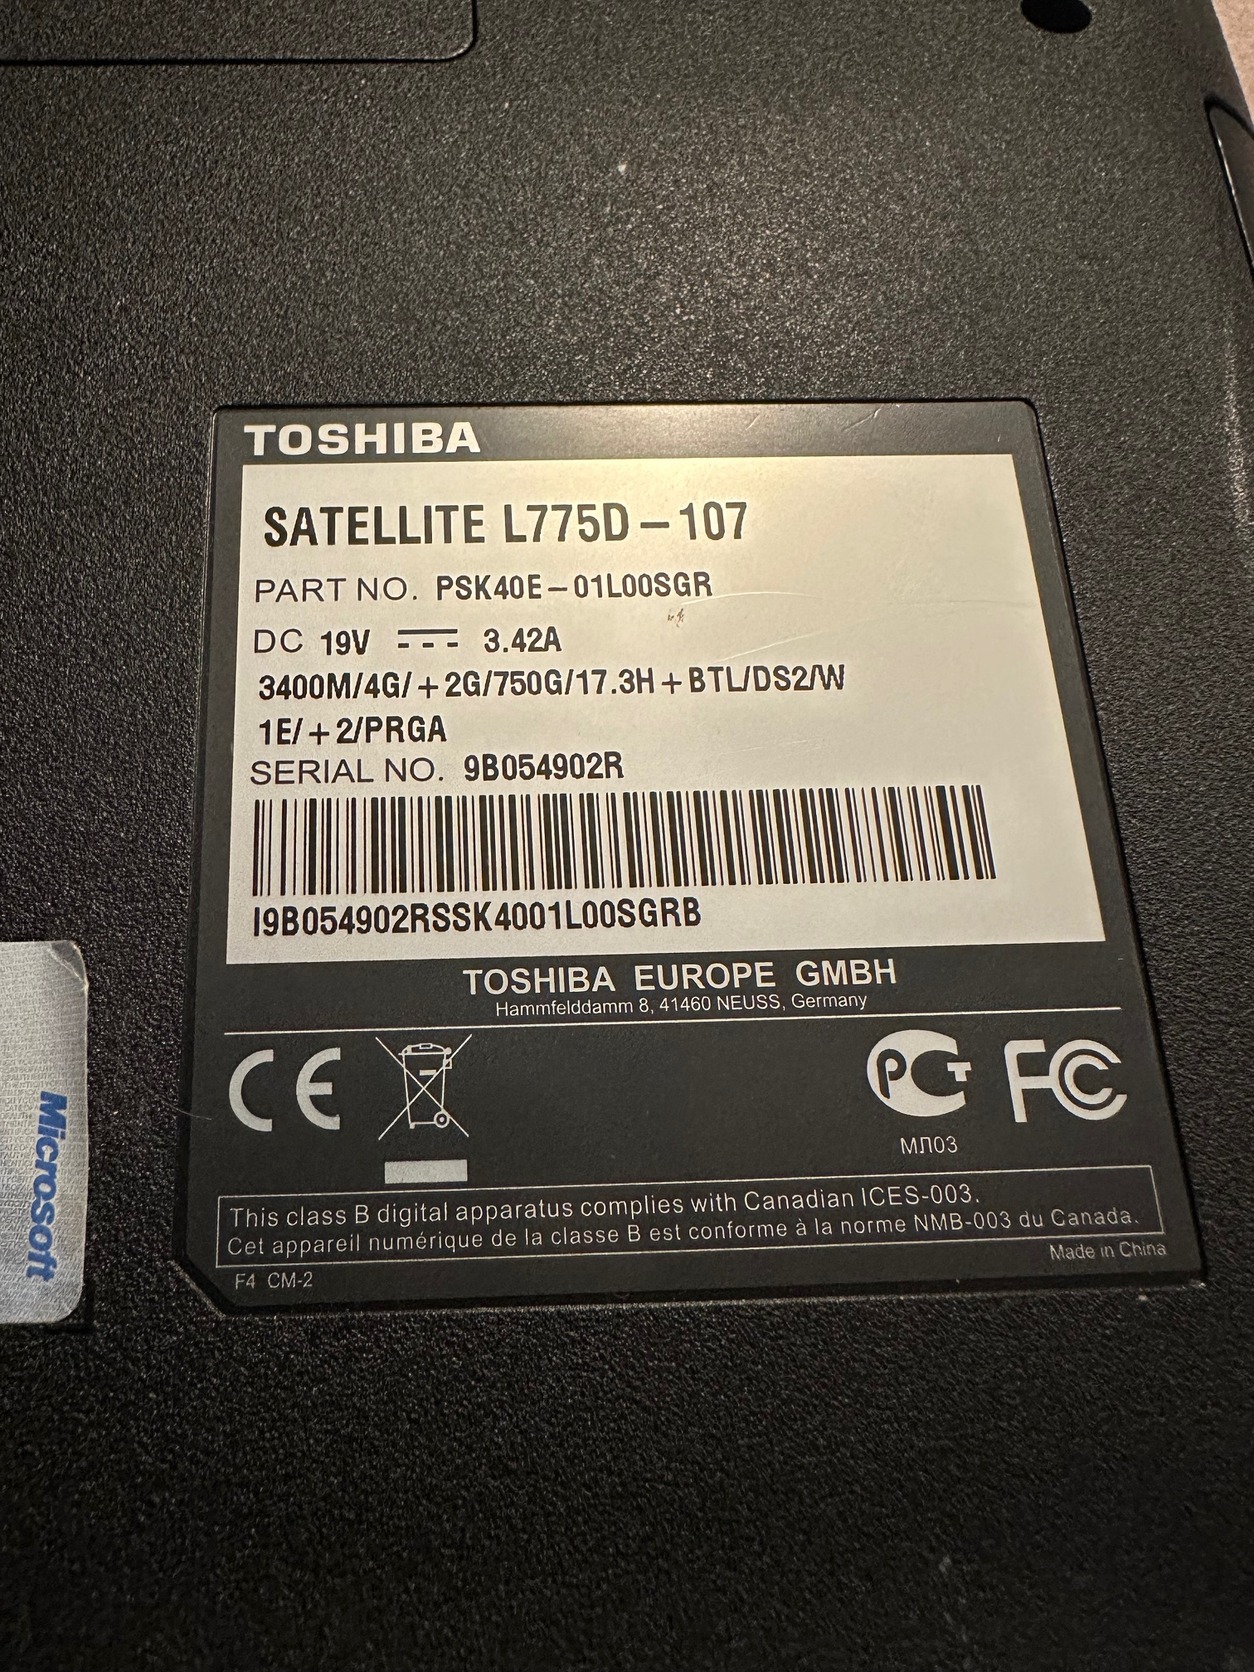 TOSHIBA
SATELLITE L775D-107
PART NO. PSK40E-01L00SGR
DC 19V 3.42A
3400M/4G/+2G/750G/17.3H+BTL/DS2/W
1E/+2/PRGA
SERIAL NO. 9B054902R
I9B054902RSSK4001L00SGRB
TOSHIBA EUROPE GMBH
Hammfelddamm 8, 41460 NEUSS, Germany
CE
PCT FC
МЛ03
This class B digital apparatus complies with Canadian ICES-003.
Cet appareil numérique de la classe B est conforme à la norme NMB-003 du Canada.
Made in China
F4 CM-2
Microsoft